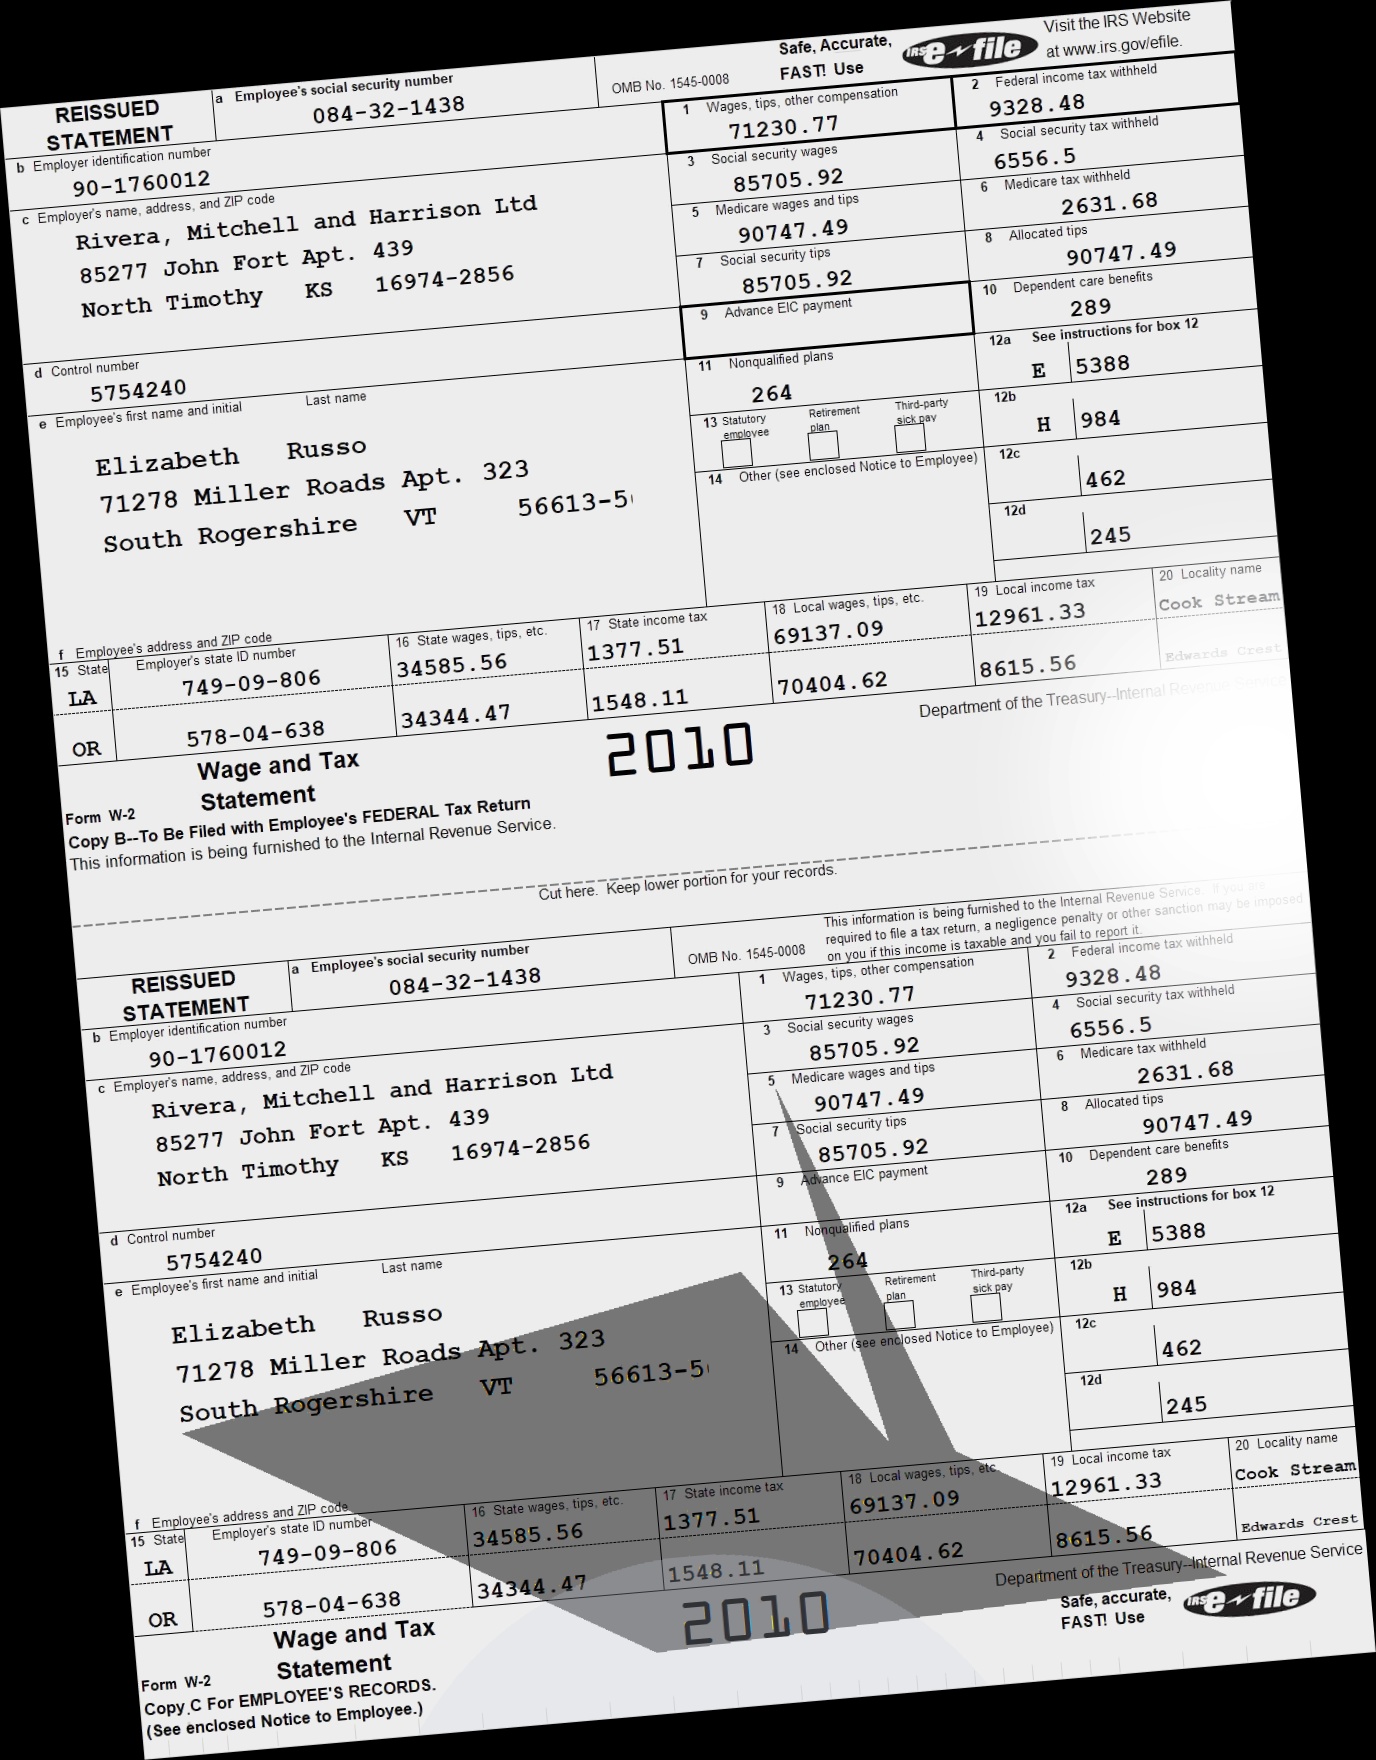 Safe, Accurate,
FAST! Use
IRS e-file
Visit the IRS Website
at www.irs.gov/efile.
REISSUED
STATEMENT
a Employee's social security number
084-32-1438
OMB No. 1545-0008
1 Wages, tips, other compensation
71230.77
2 Federal income tax withheld
9328.48
b Employer identification number
90-1760012
3 Social security wages
85705.92
4 Social security tax withheld
6556.5
c Employer's name, address, and ZIP code
Rivera, Mitchell and Harrison Ltd
85277 John Fort Apt. 439
North Timothy KS 16974-2856
5 Medicare wages and tips
90747.49
6 Medicare tax withheld
2631.68
7 Social security tips
85705.92
8 Allocated tips
90747.49
9 Advance EIC payment
10 Dependent care benefits
289
d Control number
5754240
11 Nonqualified plans
264
12a See instructions for box 12
E 5388
e Employee's first name and initial Last name
Elizabeth Russo
71278 Miller Roads Apt. 323
South Rogershire VT 56613-5
13 Statutory employee Retirement plan Third-party sick pay
12b
H 984
14 Other (see enclosed Notice to Employee)
12c
462
12d
245
f Employee's address and ZIP code
15 State Employer's state ID number
16 State wages, tips, etc.
17 State income tax
18 Local wages, tips, etc.
19 Local income tax
20 Locality name
LA 749-09-806 34585.56 1377.51 69137.09 12961.33 Cook Stream
OR 578-04-638 34344.47 1548.11 70404.62 8615.56 Edwards Crest
Wage and Tax
Statement
Form W-2
2010
Department of the Treasury--Internal Revenue Service
Copy B--To Be Filed with Employee's FEDERAL Tax Return
This information is being furnished to the Internal Revenue Service.
Cut here. Keep lower portion for your records.
REISSUED
STATEMENT
a Employee's social security number
084-32-1438
OMB No. 1545-0008
This information is being furnished to the Internal Revenue Service. If you are
required to file a tax return, a negligence penalty or other sanction may be imposed
on you if this income is taxable and you fail to report it.
1 Wages, tips, other compensation
71230.77
2 Federal income tax withheld
9328.48
b Employer identification number
90-1760012
3 Social security wages
85705.92
4 Social security tax withheld
6556.5
c Employer's name, address, and ZIP code
Rivera, Mitchell and Harrison Ltd
85277 John Fort Apt. 439
North Timothy KS 16974-2856
5 Medicare wages and tips
90747.49
6 Medicare tax withheld
2631.68
7 Social security tips
85705.92
8 Allocated tips
90747.49
9 Advance EIC payment
10 Dependent care benefits
289
d Control number
5754240
11 Nonqualified plans
264
12a See instructions for box 12
E 5388
e Employee's first name and initial Last name
Elizabeth Russo
71278 Miller Roads Apt. 323
South Rogershire VT 56613-5
13 Statutory employee Retirement plan Third-party sick pay
12b
H 984
14 Other (see enclosed Notice to Employee)
12c
462
12d
245
f Employee's address and ZIP code
15 State Employer's state ID number
16 State wages, tips, etc.
17 State income tax
18 Local wages, tips, etc.
19 Local income tax
20 Locality name
LA 749-09-806 34585.56 1377.51 69137.09 12961.33 Cook Stream
OR 578-04-638 34344.47 1548.11 70404.62 8615.56 Edwards Crest
Wage and Tax
Statement
Form W-2
2010
Department of the Treasury--Internal Revenue Service
Safe, accurate,
FAST! Use
IRS e-file
Copy C For EMPLOYEE'S RECORDS.
(See enclosed Notice to Employee.)